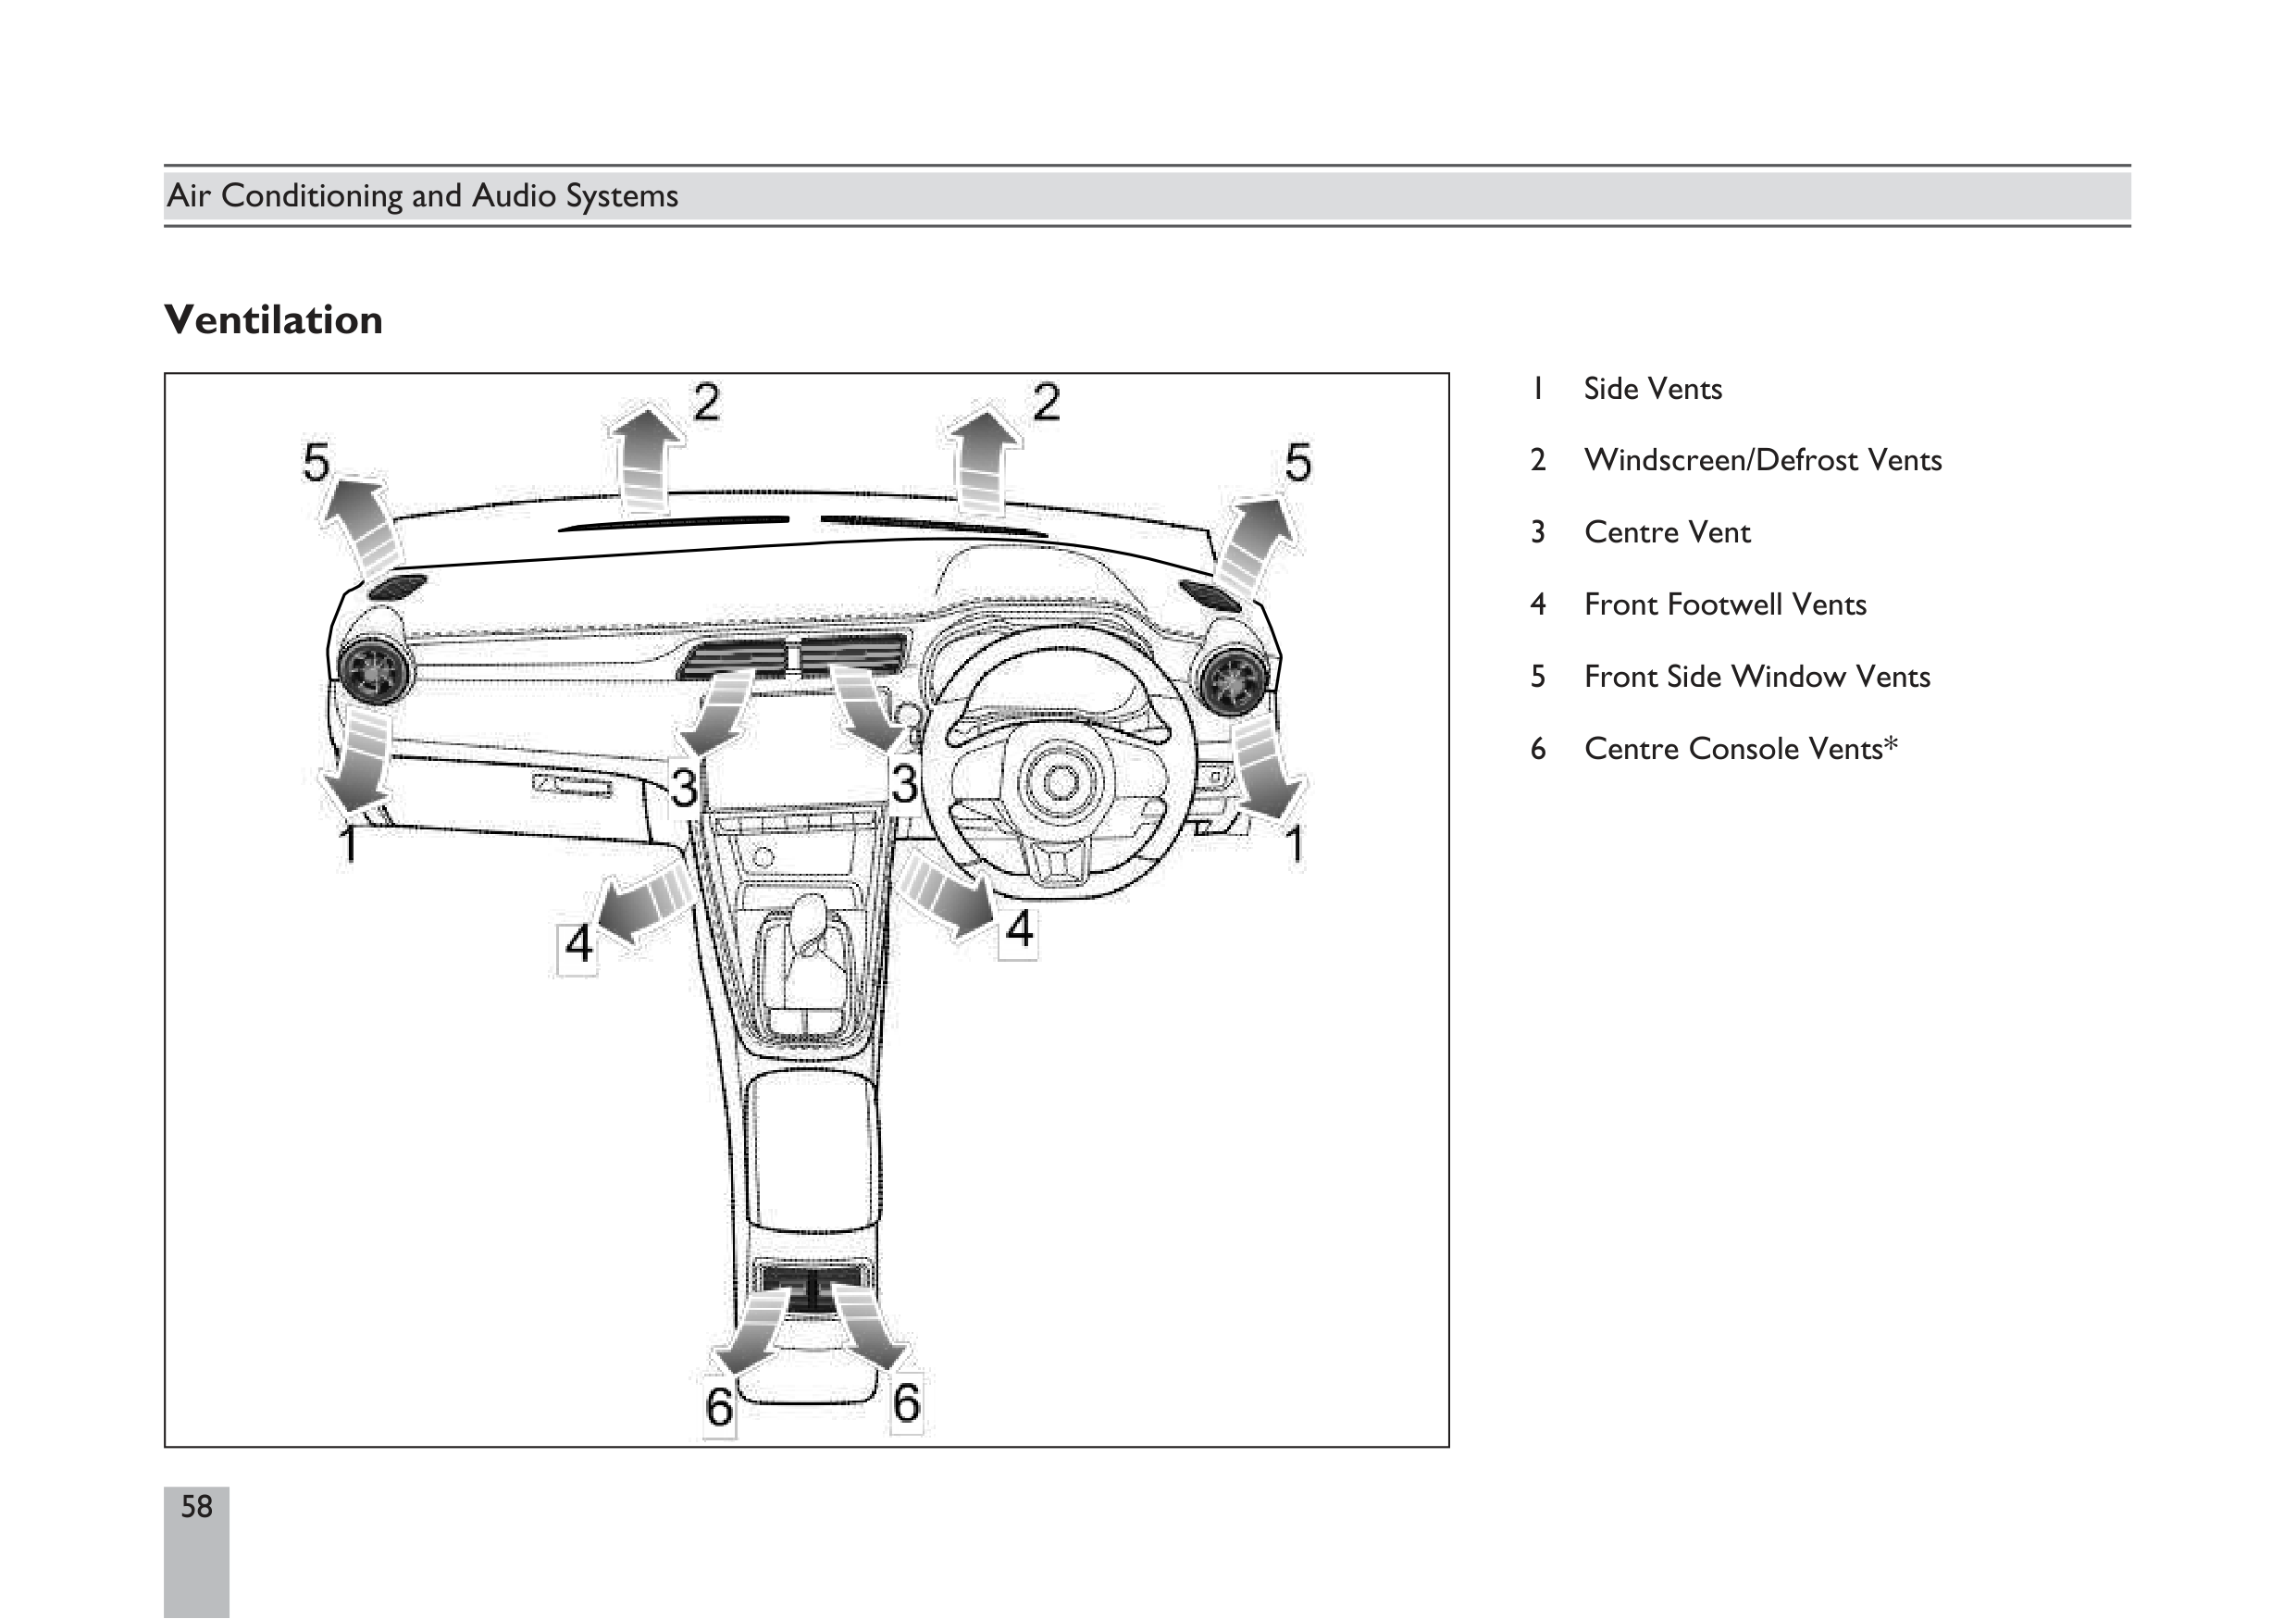 Air Conditioning and Audio Systems
Ventilation
2 2
5 5
3 3
1 1
4 4
6 6
1 Side Vents
2 Windscreen/Defrost Vents
3 Centre Vent
4 Front Footwell Vents
5 Front Side Window Vents
6 Centre Console Vents*
58